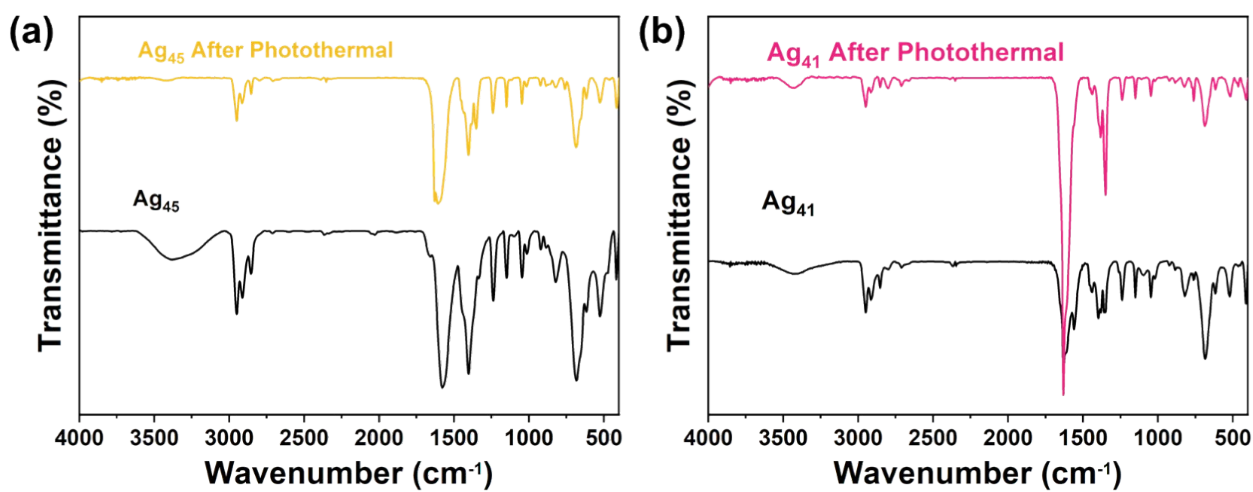 (a)
Ag45 After Photothermal
Ag45
Transmittance (%)
4000 3500 3000 2500 2000 1500 1000 500
Wavenumber (cm-1)
(b)
Ag41 After Photothermal
Ag41
Transmittance (%)
4000 3500 3000 2500 2000 1500 1000 500
Wavenumber (cm-1)